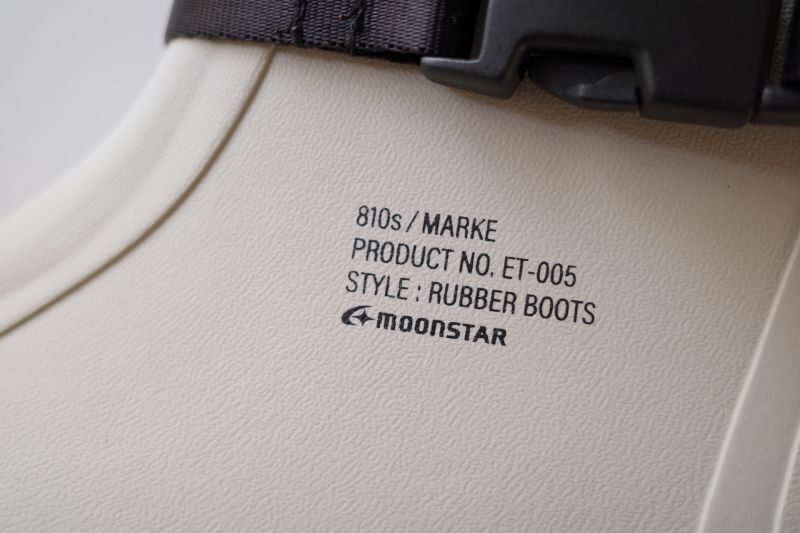 810s / MARKE
PRODUCT NO. ET-005
STYLE : RUBBER BOOTS
MOONSTAR